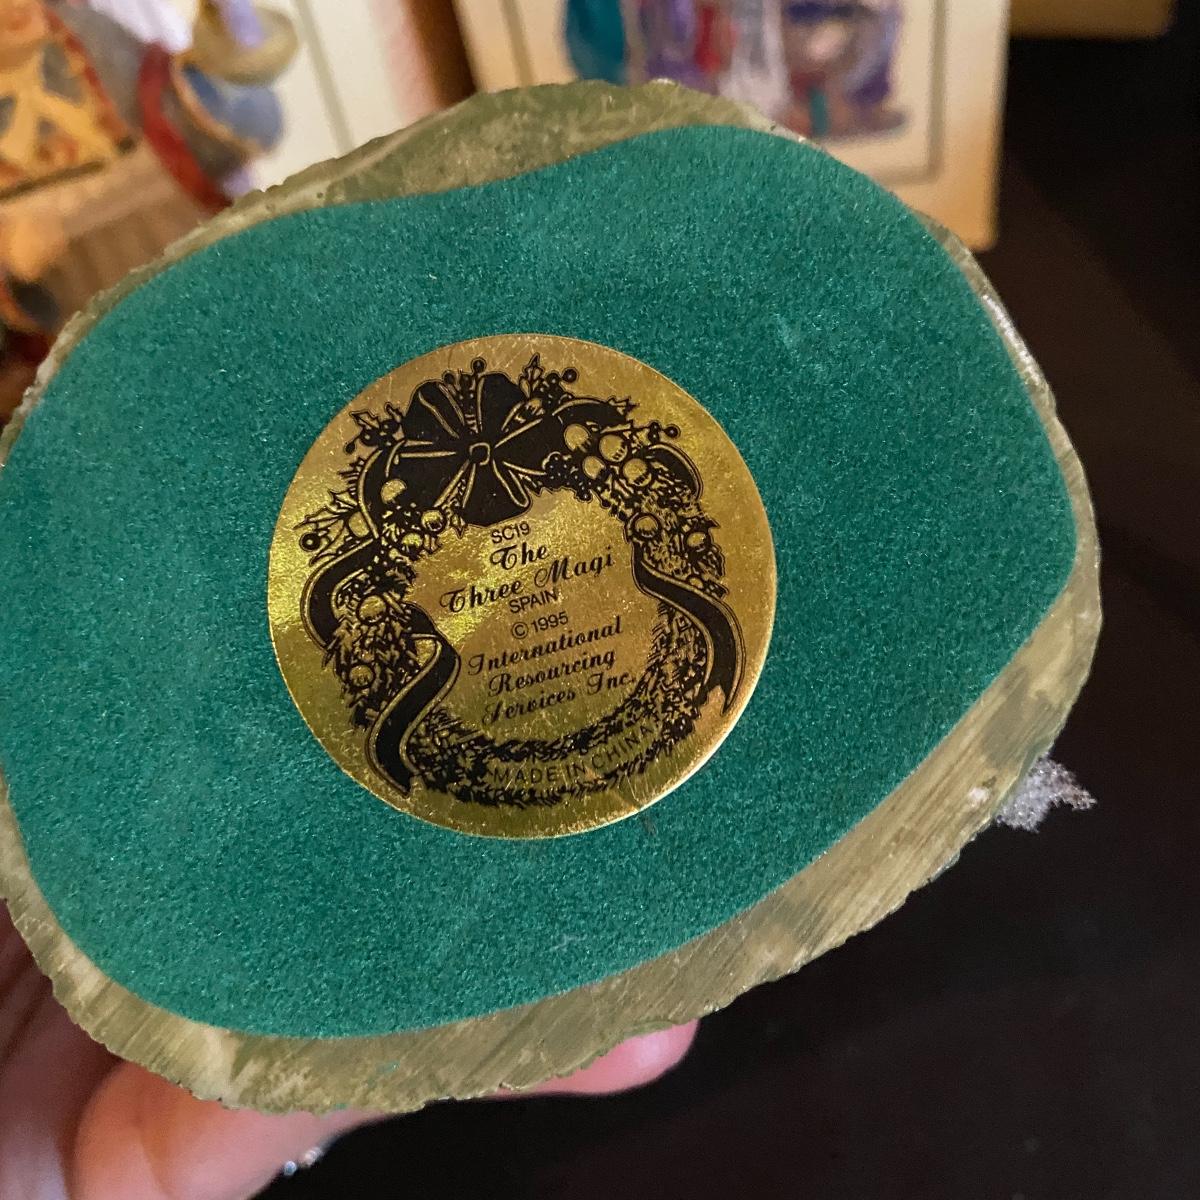 SC19
The
Three Magi
SPAIN
© 1995
International
Resourcing
Services Inc.
MADE IN CHINA